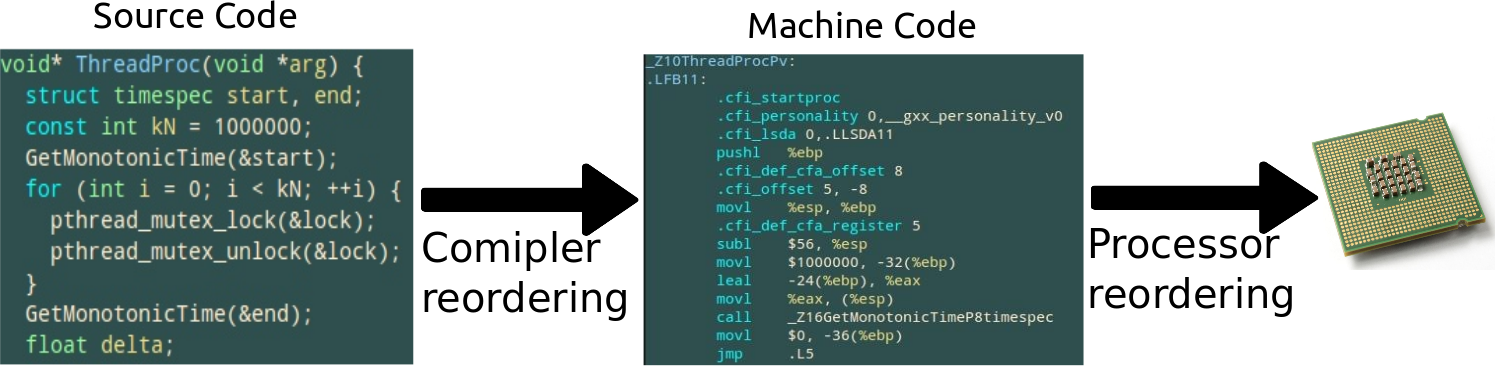 Source Code
void* ThreadProc(void *arg) {
struct timespec start, end;
const int kN = 1000000;
GetMonotonicTime(&start);
for (int i = 0; i < kN; ++i) {
pthread_mutex_lock(&lock);
pthread_mutex_unlock(&lock);
}
GetMonotonicTime(&end);
float delta;
Comipler
reordering
Machine Code
_Z10ThreadProcPv:
.LFB11:
.cfi_startproc
.cfi_personality 0,__gxx_personality_v0
.cfi_lsda 0,.LLSDA11
pushl %ebp
.cfi_def_cfa_offset 8
.cfi_offset 5, -8
movl %esp, %ebp
.cfi_def_cfa_register 5
subl $56, %esp
movl $1000000, -32(%ebp)
leal -24(%ebp), %eax
movl %eax, (%esp)
call _Z16GetMonotonicTimeP8timespec
movl $0, -36(%ebp)
jmp .L5
Processor
reordering